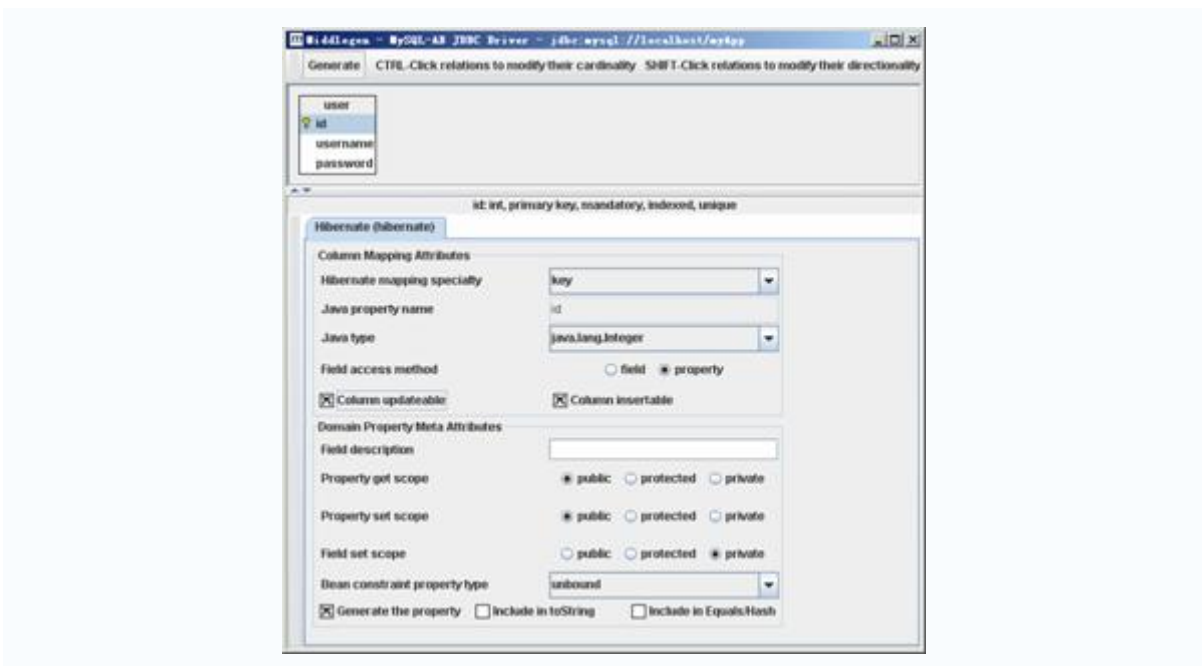 Middlegen - MySQL-AB JDBC Driver - jdbc:mysql://localhost/myApp
Generate CTRL-Click relations to modify their cardinality SHIFT-Click relations to modify their directionality
user
id
username
password
id: int, primary key, mandatory, indexed, unique
Hibernate (hibernate)
Column Mapping Attributes
Hibernate mapping specialty key
Java property name id
Java type java.lang.Integer
Field access method field property
Column updateable Column insertable
Domain Property Meta Attributes
Field description
Property get scope public protected private
Property set scope public protected private
Field set scope public protected private
Bean constraint property type unbound
Generate the property Include in toString Include in Equals/Hash